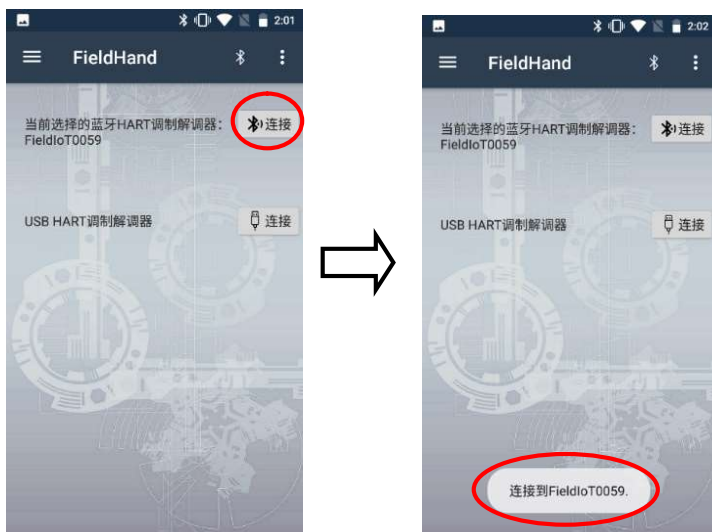 2:01
FieldHand
当前选择的蓝牙HART调制解调器:
FieldIoT0059
连接
USB HART调制解调器
连接
2:02
FieldHand
当前选择的蓝牙HART调制解调器:
FieldIoT0059
连接
USB HART调制解调器
连接
连接到FieldIoT0059.